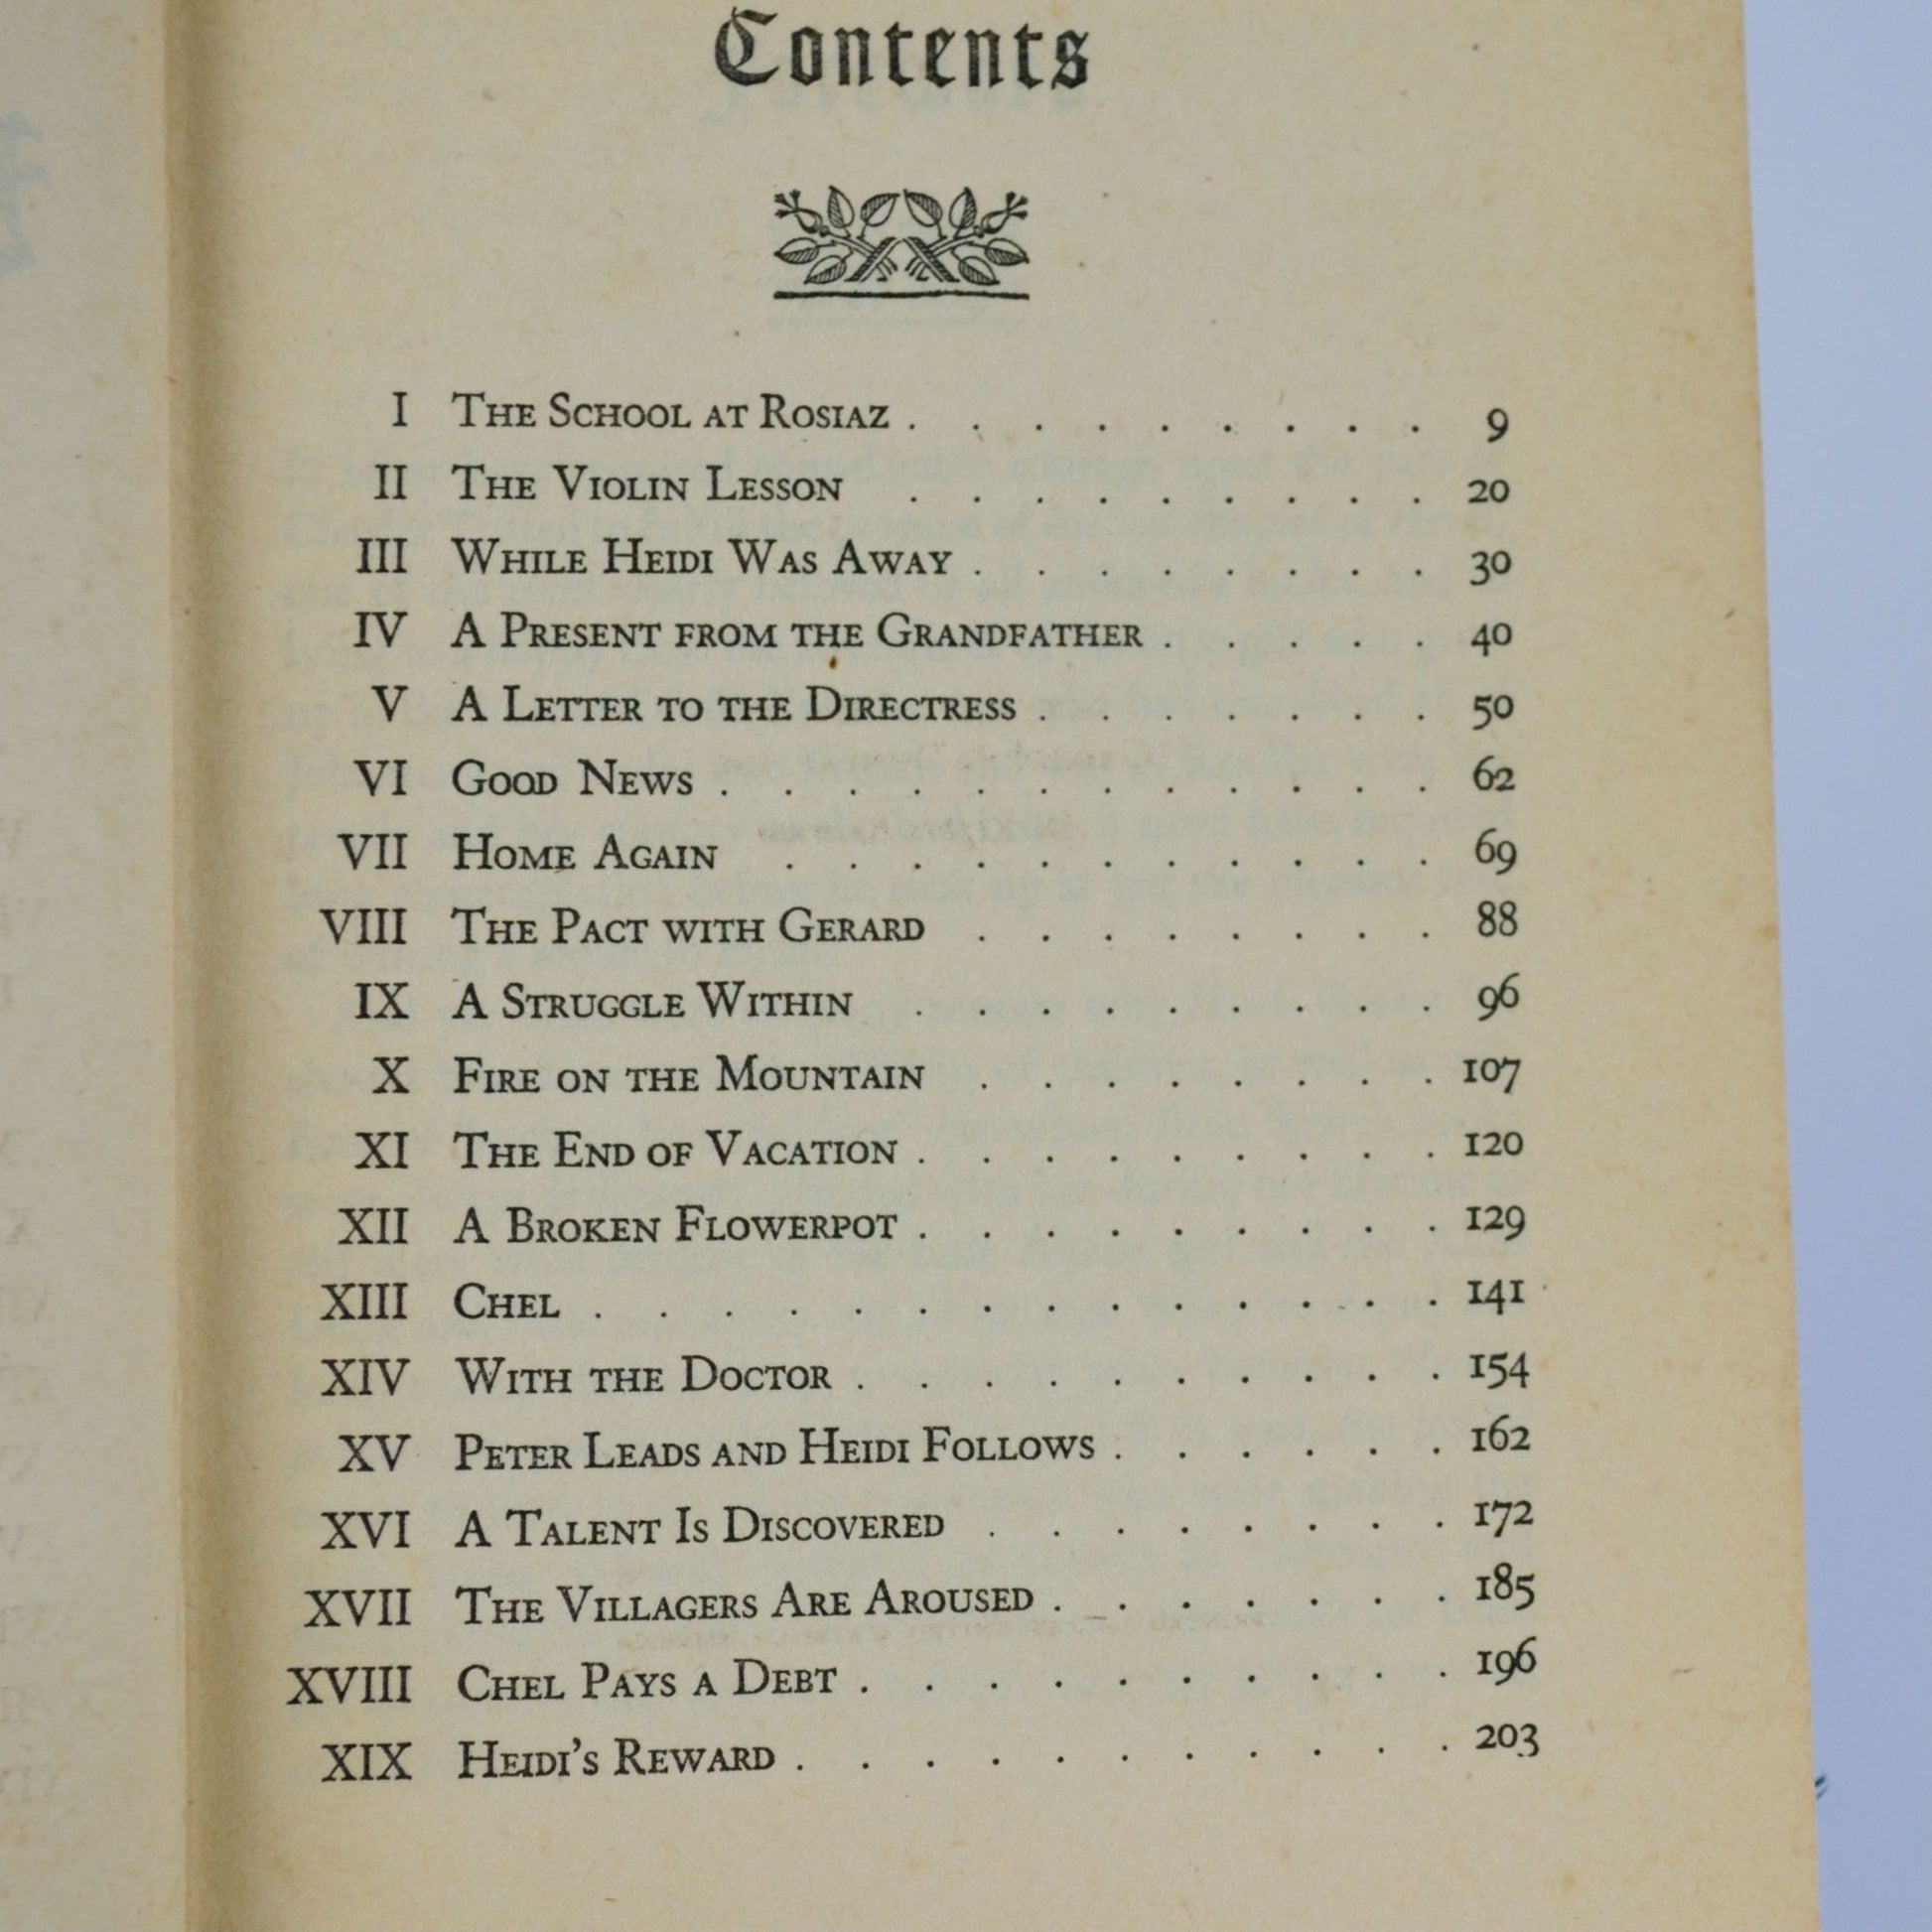 Contents
I The School at Rosiaz . . . . . . . . . 9
II The Violin Lesson . . . . . . . . . 20
III While Heidi Was Away . . . . . . . . 30
IV A Present from the Grandfather . . . . . 40
V A Letter to the Directress . . . . . . . 50
VI Good News . . . . . . . . . . . . 62
VII Home Again . . . . . . . . . . . 69
VIII The Pact with Gerard . . . . . . . . 88
IX A Struggle Within . . . . . . . . . 96
X Fire on the Mountain . . . . . . . . 107
XI The End of Vacation . . . . . . . . . 120
XII A Broken Flowerpot . . . . . . . . . 129
XIII Chel . . . . . . . . . . . . . . 141
XIV With the Doctor . . . . . . . . . . 154
XV Peter Leads and Heidi Follows . . . . . . 162
XVI A Talent Is Discovered . . . . . . . . 172
XVII The Villagers Are Aroused . . . . . . . 185
XVIII Chel Pays a Debt . . . . . . . . . . 196
XIX Heidi's Reward . . . . . . . . . . . 203